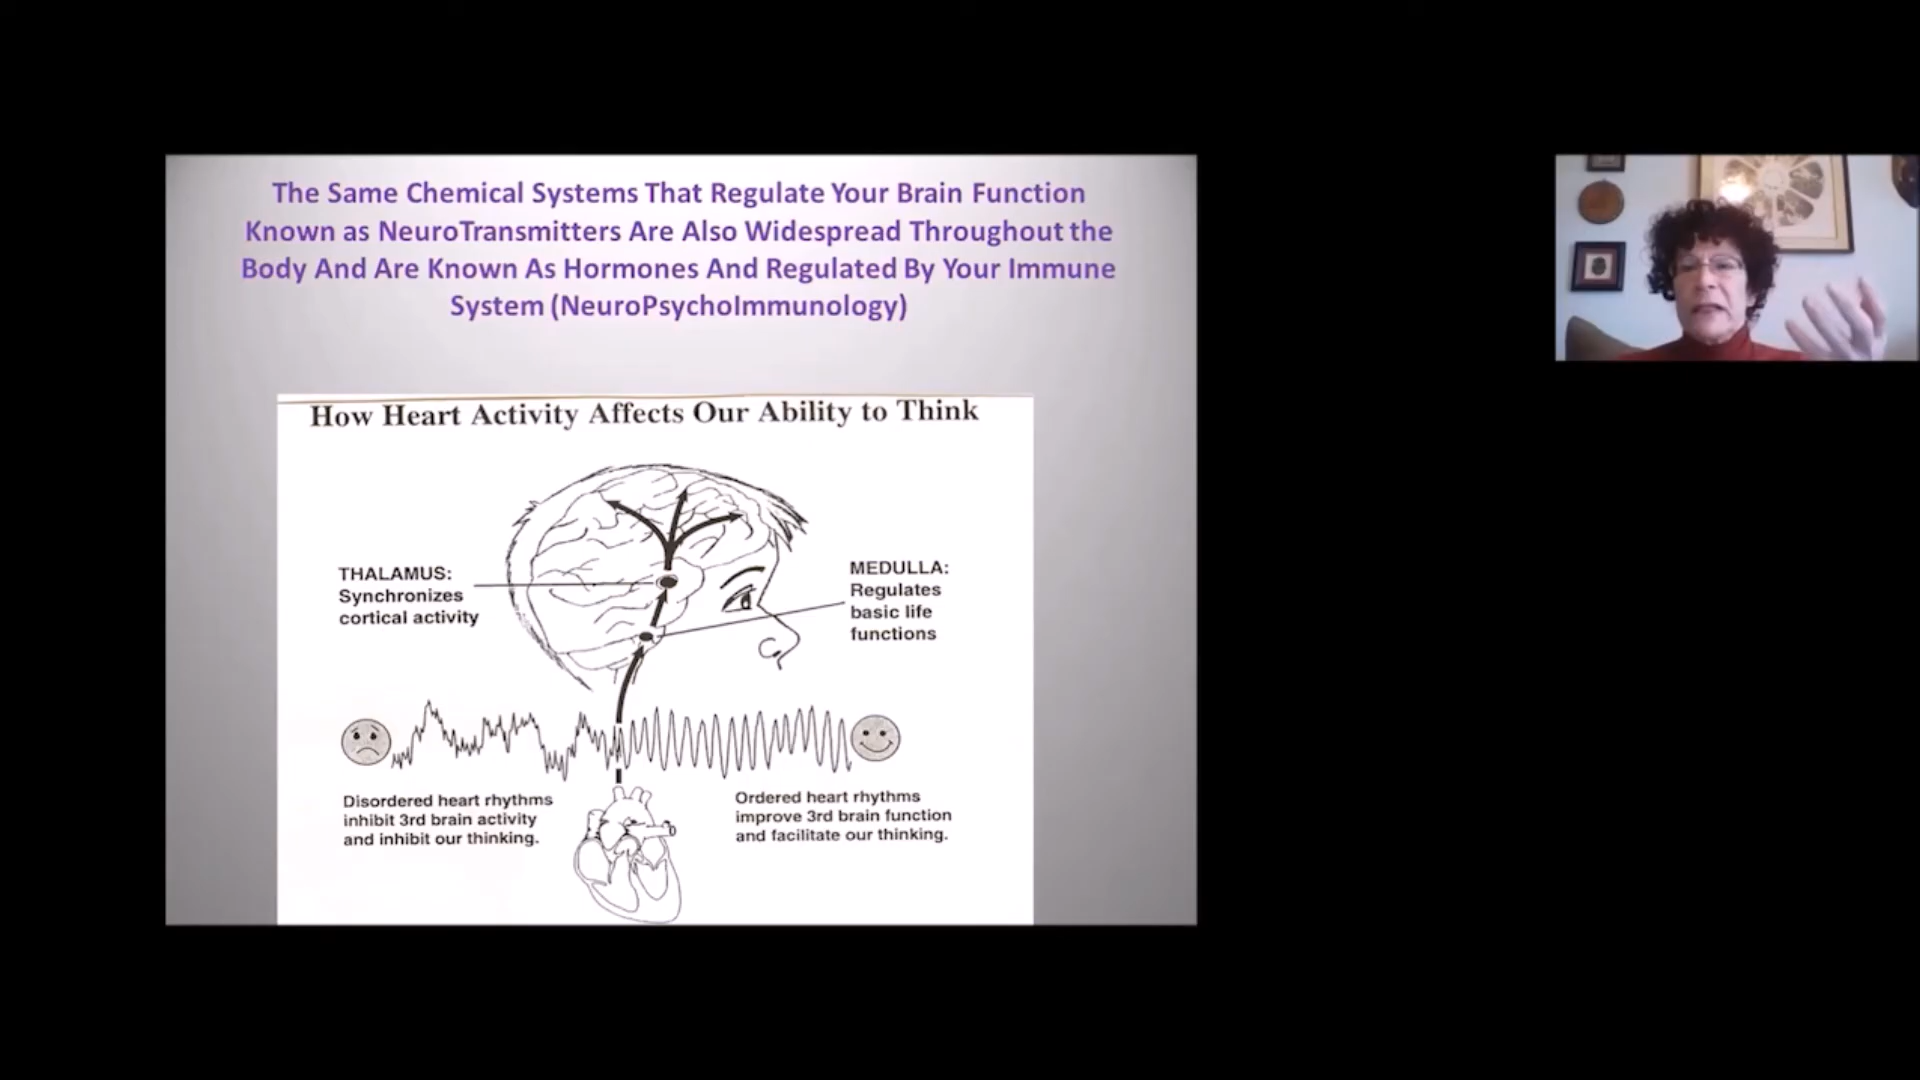 The Same Chemical Systems That Regulate Your Brain Function
Known as NeuroTransmitters Are Also Widespread Throughout the
Body And Are Known As Hormones And Regulated By Your Immune
System (NeuroPsychoImmunology)
How Heart Activity Affects Our Ability to Think
THALAMUS:
Synchronizes
cortical activity
MEDULLA:
Regulates
basic life
functions
Disordered heart rhythms
inhibit 3rd brain activity
and inhibit our thinking.
Ordered heart rhythms
improve 3rd brain function
and facilitate our thinking.